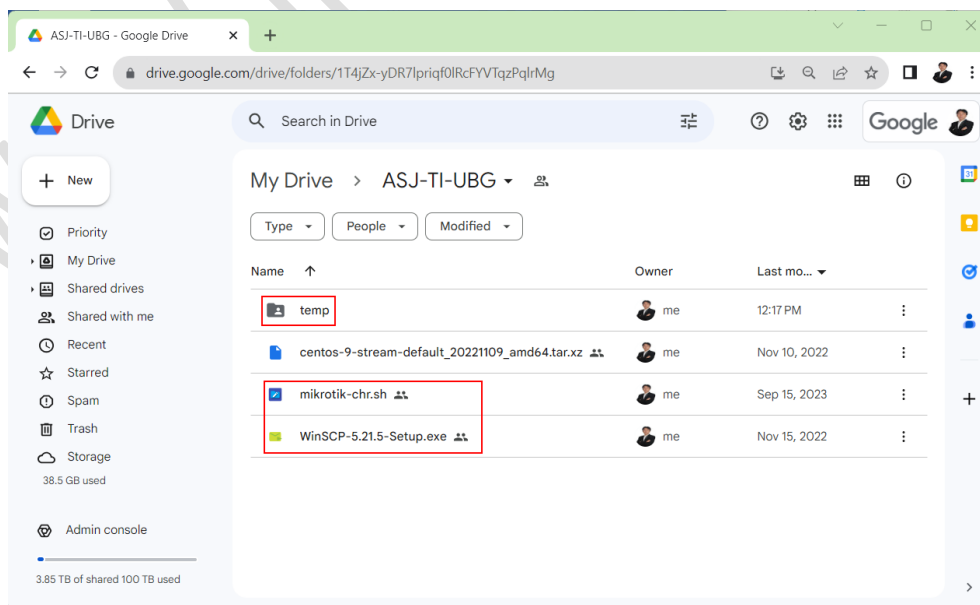 ASJ-TI-UBG - Google Drive
drive.google.com/drive/folders/1T4jZx-yDR7lpriqf0lRcFYVTqzPqlrMg
Drive
Search in Drive
Google
New
My Drive > ASJ-TI-UBG
31
Type People Modified
Priority
My Drive
Shared drives
Shared with me
Recent
Starred
Spam
Trash
Storage
38.5 GB used
Admin console
3.85 TB of shared 100 TB used
Name Owner Last mo...
temp me 12:17 PM
centos-9-stream-default_20221109_amd64.tar.xz me Nov 10, 2022
mikrotik-chr.sh me Sep 15, 2023
WinSCP-5.21.5-Setup.exe me Nov 15, 2022